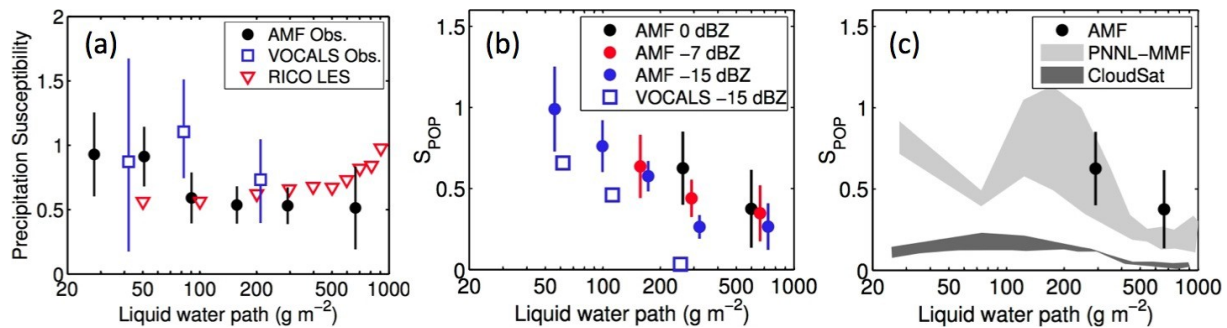 (a)
AMF Obs.
VOCALS Obs.
RICO LES
Precipitation Susceptibility
2
1.5
1
0.5
0
20 50 100 200 500 1000
Liquid water path (g m⁻²)
(b)
AMF 0 dBZ
AMF −7 dBZ
AMF −15 dBZ
VOCALS −15 dBZ
S_POP
1.5
1
0.5
0
20 50 100 200 500 1000
Liquid water path (g m⁻²)
(c)
AMF
PNNL−MMF
CloudSat
S_POP
1.5
1
0.5
0
20 50 100 200 500 1000
Liquid water path (g m⁻²)